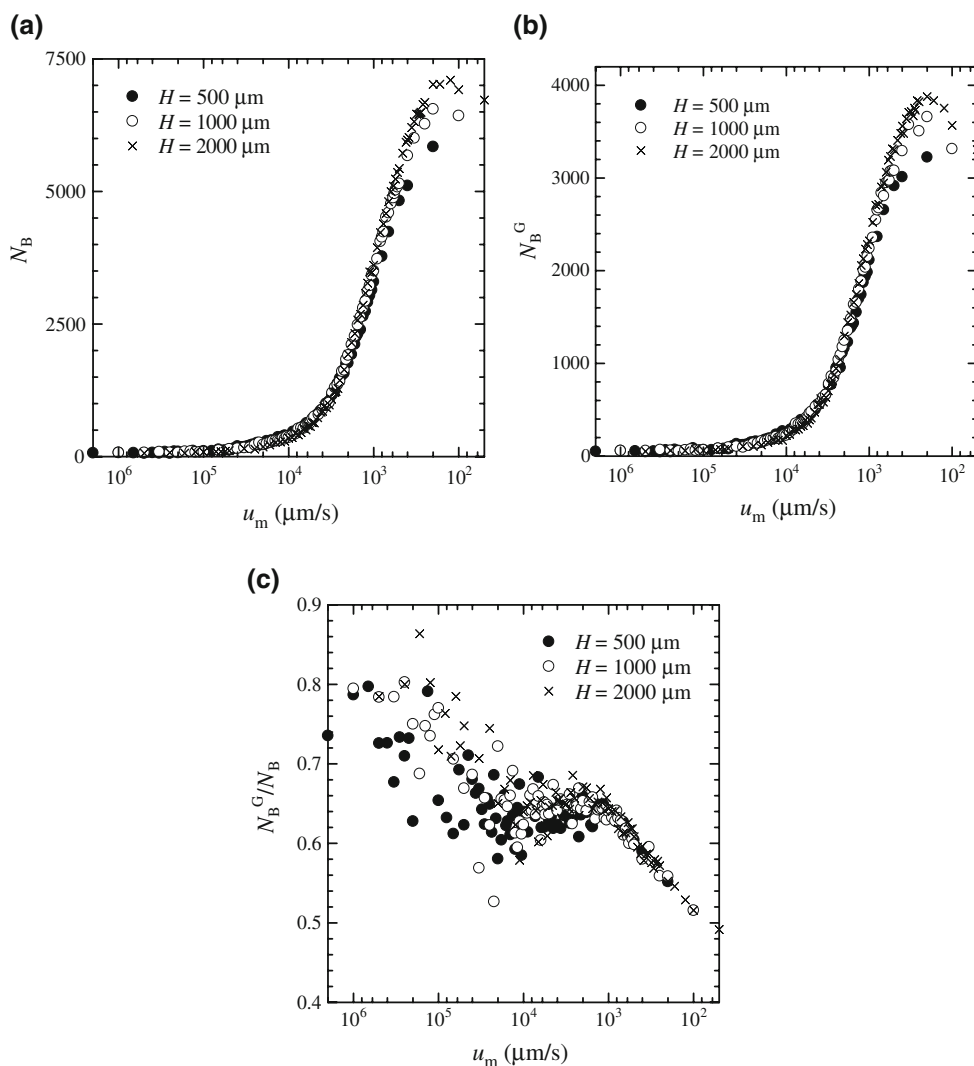 (a)
7500
5000
2500
0
N_B
● H = 500 μm
○ H = 1000 μm
× H = 2000 μm
10^6 10^5 10^4 10^3 10^2
u_m (μm/s)
(b)
4000
3000
2000
1000
0
N_B^G
● H = 500 μm
○ H = 1000 μm
× H = 2000 μm
10^6 10^5 10^4 10^3 10^2
u_m (μm/s)
(c)
0.9
0.8
0.7
0.6
0.5
0.4
N_B^G/N_B
● H = 500 μm
○ H = 1000 μm
× H = 2000 μm
10^6 10^5 10^4 10^3 10^2
u_m (μm/s)